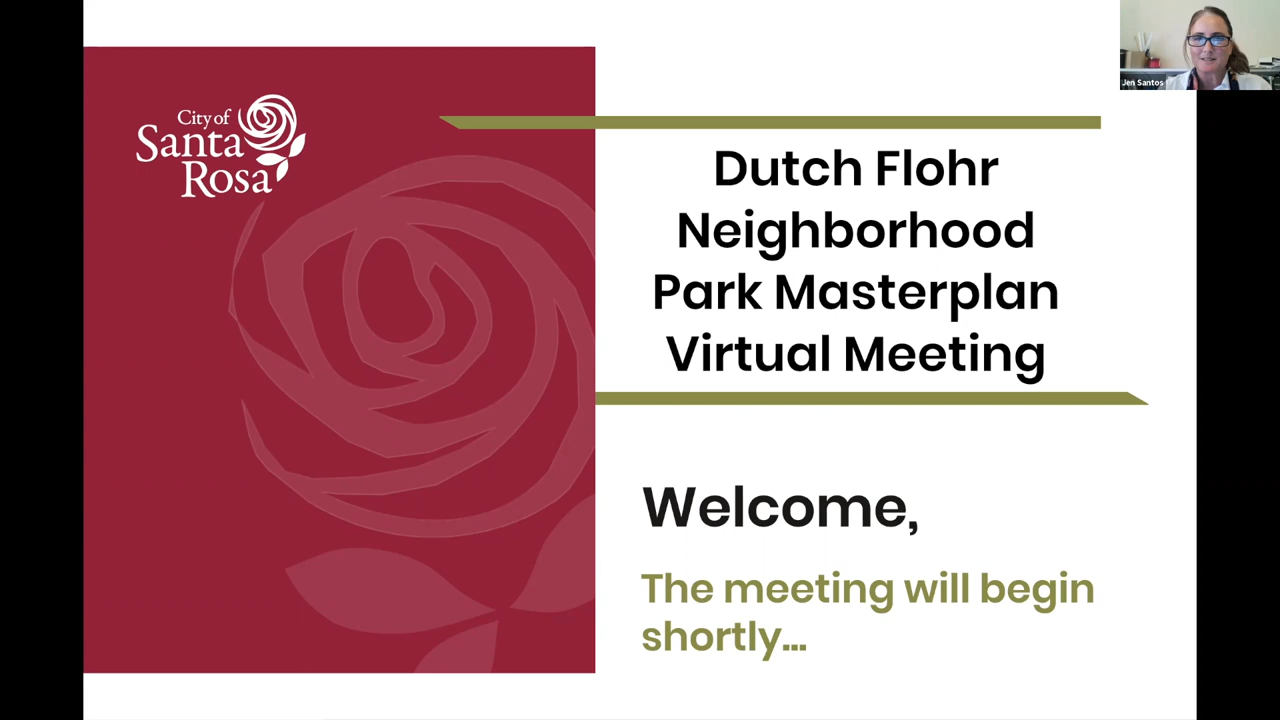 City of
Santa
Rosa
Dutch Flohr
Neighborhood
Park Masterplan
Virtual Meeting
Welcome,
The meeting will begin
shortly...
Jen Santos